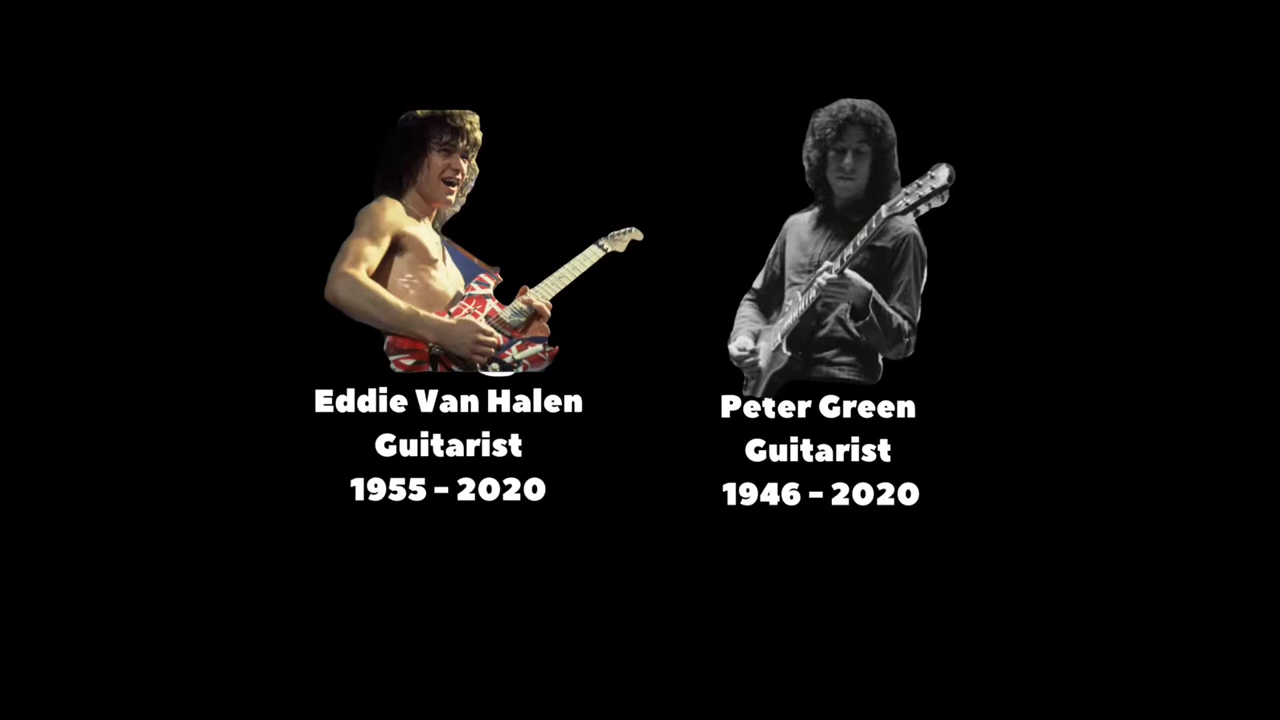 Eddie Van Halen
Guitarist
1955 - 2020
Peter Green
Guitarist
1946 - 2020